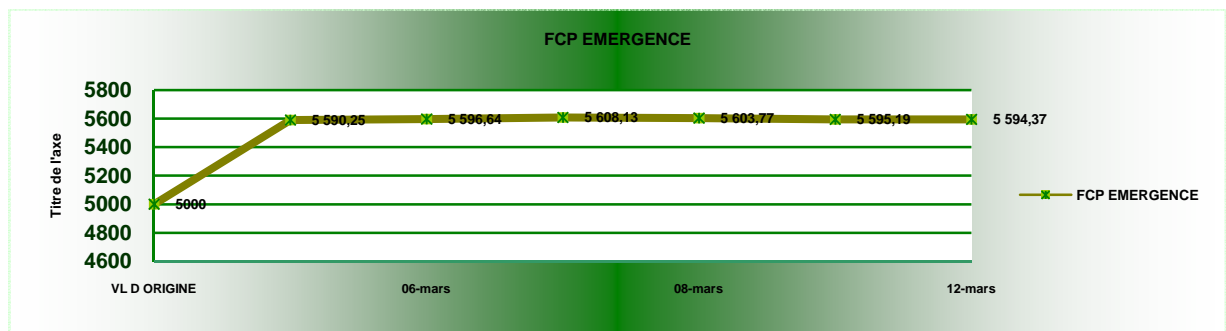 FCP EMERGENCE
5800
5600
5400
5200
5000
4800
4600
Titre de l'axe
5000
5 590,25
5 596,64
5 608,13
5 603,77
5 595,19
5 594,37
VL D ORIGINE
06-mars
08-mars
12-mars
FCP EMERGENCE